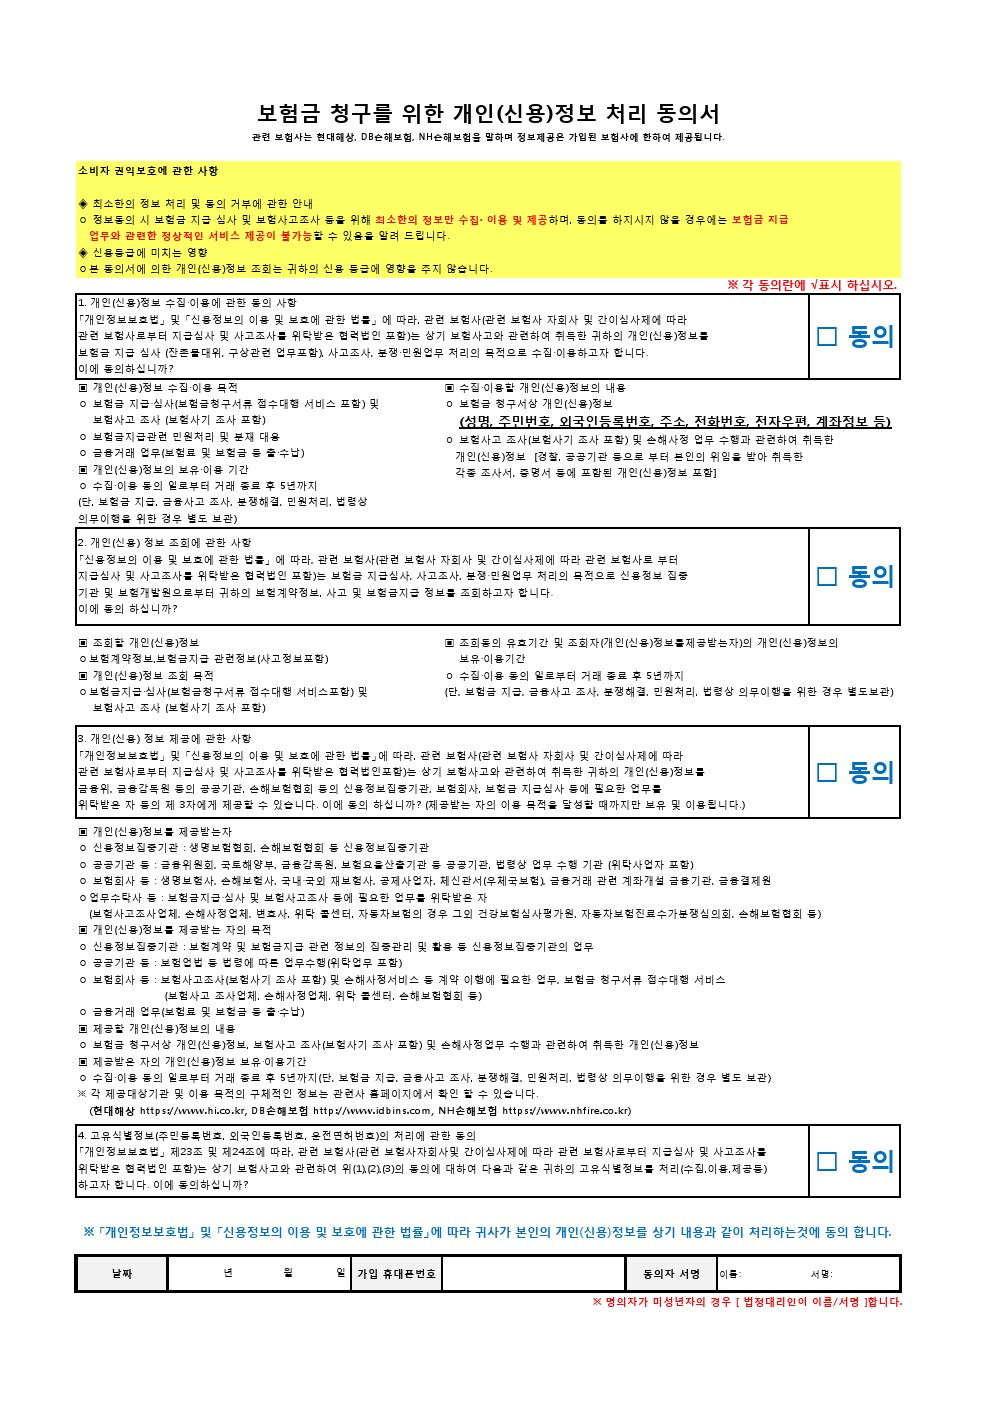 보험금 청구를 위한 개인(신용)정보 처리 동의서
관련 보험사는 현대해상, DB손해보험, NH손해보험을 말하며 정보제공은 가입된 보험사에 한하여 제공됩니다.
소비자 권익보호에 관한 사항
◈ 최소한의 정보 처리 및 동의 거부에 관한 안내
ㅇ 정보동의 시 보험금 지급 심사 및 보험사고조사 등을 위해 최소한의 정보만 수집· 이용 및 제공하며, 동의를 하지시지 않을 경우에는 보험금 지급
업무와 관련한 정상적인 서비스 제공이 불가능할 수 있음을 알려 드립니다.
◈ 신용등급에 미치는 영향
ㅇ본 동의서에 의한 개인(신용)정보 조회는 귀하의 신용 등급에 영향을 주지 않습니다.
※ 각 동의란에 √표시 하십시오.
1. 개인(신용)정보 수집·이용에 관한 동의 사항
「개인정보보호법」 및 「신용정보의 이용 및 보호에 관한 법률」 에 따라, 관련 보험사(관련 보험사 자회사 및 간이심사제에 따라
관련 보험사로부터 지급심사 및 사고조사를 위탁받은 협력법인 포함)는 상기 보험사고와 관련하여 취득한 귀하의 개인(신용)정보를
보험금 지급 심사 (잔존물대위, 구상관련 업무포함), 사고조사, 분쟁·민원업무 처리의 목적으로 수집·이용하고자 합니다.
이에 동의하십니까?
□ 동의
▣ 개인(신용)정보 수집·이용 목적
ㅇ 보험금 지급·심사(보험금청구서류 접수대행 서비스 포함) 및
보험사고 조사 (보험사기 조사 포함)
ㅇ 보험금지급관련 민원처리 및 분재 대응
ㅇ 금융거래 업무(보험료 및 보험금 등 출·수납)
▣ 개인(신용)정보의 보유·이용 기간
ㅇ 수집·이용 동의 일로부터 거래 종료 후 5년까지
(단, 보험금 지급, 금융사고 조사, 분쟁해결, 민원처리, 법령상
의무이행을 위한 경우 별도 보관)
▣ 수집·이용할 개인(신용)정보의 내용
ㅇ 보험금 청구서상 개인(신용)정보
(성명, 주민번호, 외국인등록번호, 주소, 전화번호, 전자우편, 계좌정보 등)
ㅇ 보험사고 조사(보험사기 조사 포함) 및 손해사정 업무 수행과 관련하여 취득한
개인(신용)정보 [경찰, 공공기관 등으로 부터 본인의 위임을 받아 취득한
각종 조사서, 증명서 등에 포함된 개인(신용)정보 포함]
2. 개인(신용) 정보 조회에 관한 사항
「신용정보의 이용 및 보호에 관한 법률」 에 따라, 관련 보험사(관련 보험사 자회사 및 간이심사제에 따라 관련 보험사로 부터
지급심사 및 사고조사를 위탁받은 협력법인 포함)는 보험금 지급심사, 사고조사, 분쟁·민원업무 처리의 목적으로 신용정보 집중
기관 및 보험개발원으로부터 귀하의 보험계약정보, 사고 및 보험금지급 정보를 조회하고자 합니다.
이에 동의 하십니까?
□ 동의
▣ 조회할 개인(신용)정보
ㅇ보험계약정보,보험금지급 관련정보(사고정보포함)
▣ 개인(신용)정보 조회 목적
ㅇ보험금지급·심사(보험금청구서류 접수대행 서비스포함) 및
보험사고 조사 (보험사기 조사 포함)
▣ 조회동의 유효기간 및 조회자(개인(신용)정보를제공받는자)의 개인(신용)정보의
보유·이용기간
ㅇ 수집·이용 동의 일로부터 거래 종료 후 5년까지
(단, 보험금 지급, 금융사고 조사, 분쟁해결, 민원처리, 법령상 의무이행을 위한 경우 별도보관)
3. 개인(신용) 정보 제공에 관한 사항
「개인정보보호법」 및 「신용정보의 이용 및 보호에 관한 법률」에 따라, 관련 보험사(관련 보험사 자회사 및 간이심사제에 따라
관련 보험사로부터 지급심사 및 사고조사를 위탁받은 협력법인포함)는 상기 보험사고와 관련하여 취득한 귀하의 개인(신용)정보를
금융위, 금융감독원 등의 공공기관, 손해보험협회 등의 신용정보집중기관, 보험회사, 보험금 지급심사 등에 필요한 업무를
위탁받은 자 등의 제 3자에게 제공할 수 있습니다. 이에 동의 하십니까? (제공받는 자의 이용 목적을 달성할 때까지만 보유 및 이용됩니다.)
□ 동의
▣ 개인(신용)정보를 제공받는자
ㅇ 신용정보집중기관 : 생명보험협회, 손해보험협회 등 신용정보집중기관
ㅇ 공공기관 등 : 금융위원회, 국토해양부, 금융감독원, 보험요율산출기관 등 공공기관, 법령상 업무 수행 기관 (위탁사업자 포함)
ㅇ 보험회사 등 : 생명보험사, 손해보험사, 국내·국외 재보험사, 공제사업자, 체신관서(우체국보험), 금융거래 관련 계좌개설 금융기관, 금융결제원
ㅇ업무수탁사 등 : 보험금지급·심사 및 보험사고조사 등에 필요한 업무를 위탁받은 자
(보험사고조사업체, 손해사정업체, 변호사, 위탁 콜센터, 자동차보험의 경우 그외 건강보험심사평가원, 자동차보험진료수가분쟁심의회, 손해보험협회 등)
▣ 개인(신용)정보를 제공받는 자의 목적
ㅇ 신용정보집중기관 : 보험계약 및 보험금지급 관련 정보의 집중관리 및 활용 등 신용정보집중기관의 업무
ㅇ 공공기관 등 : 보험업법 등 법령에 따른 업무수행(위탁업무 포함)
ㅇ 보험회사 등 : 보험사고조사(보험사기 조사 포함) 및 손해사정서비스 등 계약 이행에 필요한 업무, 보험금 청구서류 접수대행 서비스
(보험사고 조사업체, 손해사정업체, 위탁 콜센터, 손해보험협회 등)
ㅇ 금융거래 업무(보험료 및 보험금 등 출·수납)
▣ 제공할 개인(신용)정보의 내용
ㅇ 보험금 청구서상 개인(신용)정보, 보험사고 조사(보험사기 조사 포함) 및 손해사정업무 수행과 관련하여 취득한 개인(신용)정보
▣ 제공받은 자의 개인(신용)정보 보유·이용기간
ㅇ 수집·이용 동의 일로부터 거래 종료 후 5년까지(단, 보험금 지급, 금융사고 조사, 분쟁해결, 민원처리, 법령상 의무이행을 위한 경우 별도 보관)
※ 각 제공대상기관 및 이용 목적의 구체적인 정보는 관련사 홈페이지에서 확인 할 수 있습니다.
(현대해상 https://www.hi.co.kr, DB손해보험 http://www.idbins.com, NH손해보험 https://www.nhfire.co.kr)
4. 고유식별정보(주민등록번호, 외국인등록번호, 운전면허번호)의 처리에 관한 동의
「개인정보보호법」 제23조 및 제24조에 따라, 관련 보험사(관련 보험사자회사및 간이심사제에 따라 관련 보험사로부터 지급심사 및 사고조사를
위탁받은 협력법인 포함)는 상기 보험사고와 관련하여 위(1),(2),(3)의 동의에 대하여 다음과 같은 귀하의 고유식별정보를 처리(수집,이용,제공등)
하고자 합니다. 이에 동의하십니까?
□ 동의
※ 「개인정보보호법」 및 「신용정보의 이용 및 보호에 관한 법률」에 따라 귀사가 본인의 개인(신용)정보를 상기 내용과 같이 처리하는것에 동의 합니다.
날짜 년 월 일 가입 휴대폰번호 동의자 서명 이름: 서명:
※ 명의자가 미성년자의 경우 [ 법정대리인이 이름/서명 ]합니다.